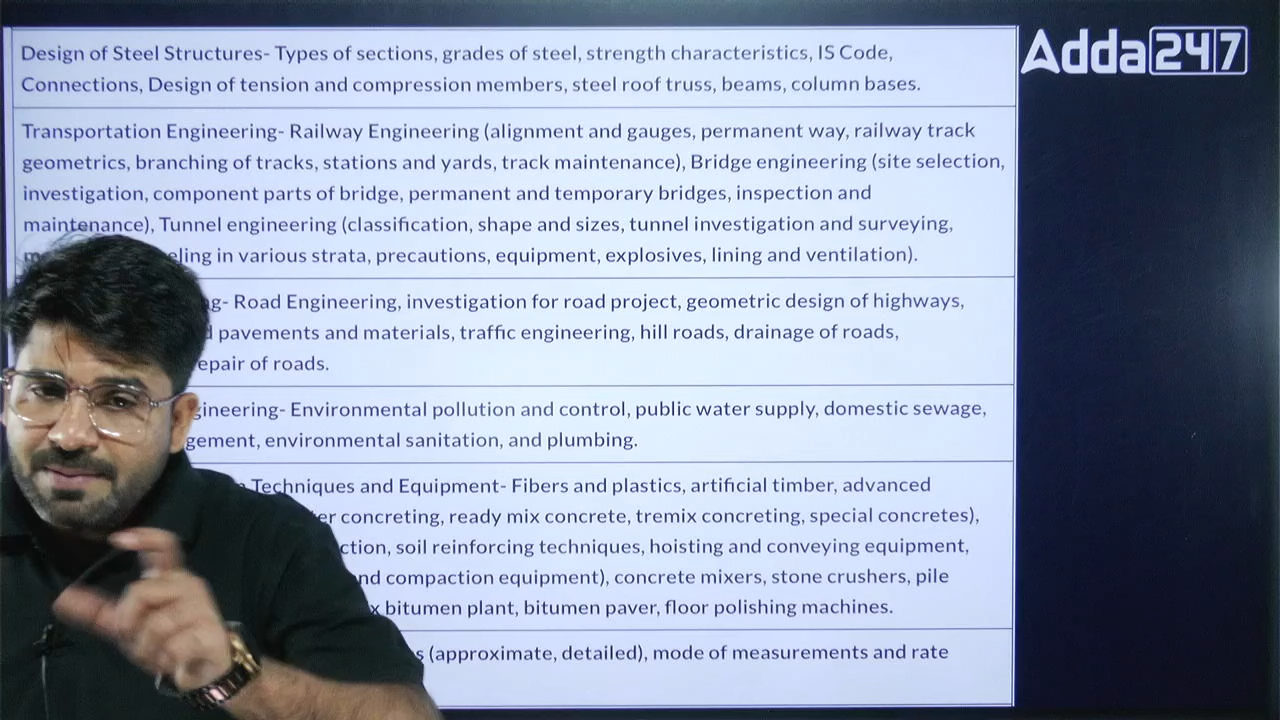 Adda247
Design of Steel Structures- Types of sections, grades of steel, strength characteristics, IS Code,
Connections, Design of tension and compression members, steel roof truss, beams, column bases.
Transportation Engineering- Railway Engineering (alignment and gauges, permanent way, railway track
geometrics, branching of tracks, stations and yards, track maintenance), Bridge engineering (site selection,
investigation, component parts of bridge, permanent and temporary bridges, inspection and
maintenance), Tunnel engineering (classification, shape and sizes, tunnel investigation and surveying,
in various strata, precautions, equipment, explosives, lining and ventilation).
Road Engineering, investigation for road project, geometric design of highways,
pavements and materials, traffic engineering, hill roads, drainage of roads,
of roads.
Environmental pollution and control, public water supply, domestic sewage,
environmental sanitation, and plumbing.
Techniques and Equipment- Fibers and plastics, artificial timber, advanced
concreting, ready mix concrete, tremix concreting, special concretes),
soil reinforcing techniques, hoisting and conveying equipment,
compaction equipment), concrete mixers, stone crushers, pile
bitumen plant, bitumen paver, floor polishing machines.
(approximate, detailed), mode of measurements and rate